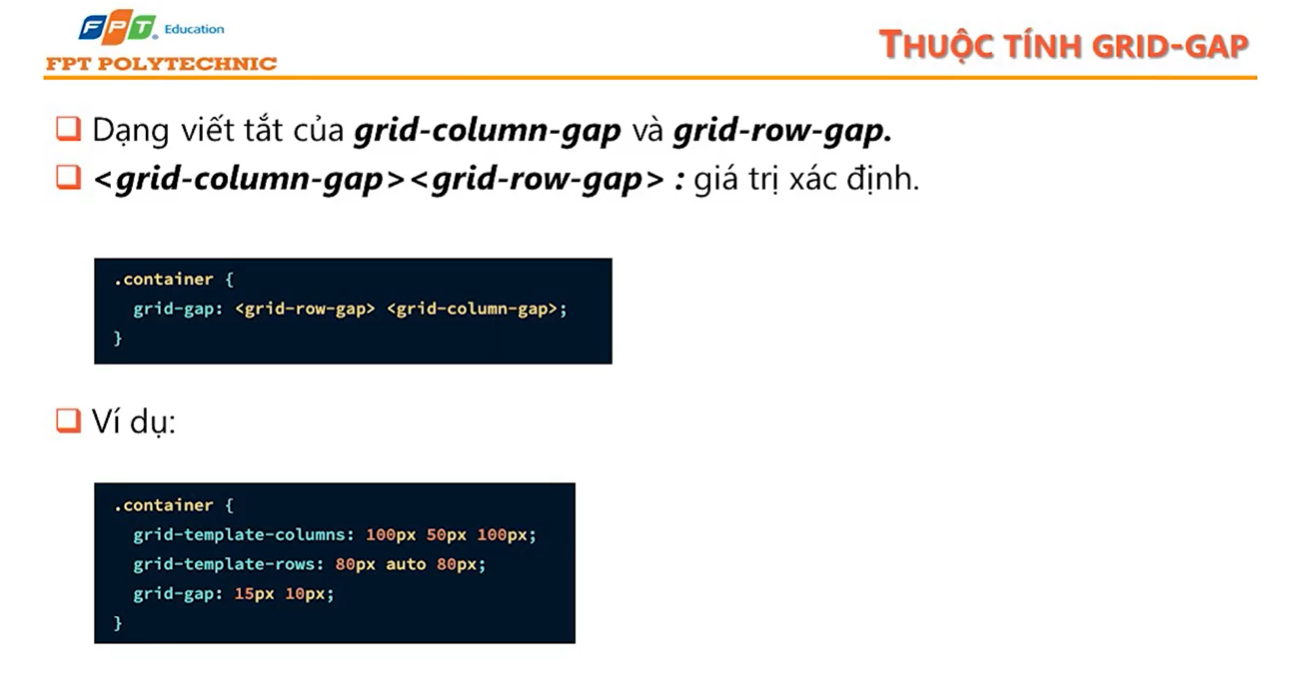 FPT Education
FPT POLYTECHNIC
THUỘC TÍNH GRID-GAP
Dạng viết tắt của grid-column-gap và grid-row-gap.
<grid-column-gap><grid-row-gap> : giá trị xác định.
.container {
  grid-gap: <grid-row-gap> <grid-column-gap>;
}
Ví dụ:
.container {
  grid-template-columns: 100px 50px 100px;
  grid-template-rows: 80px auto 80px;
  grid-gap: 15px 10px;
}